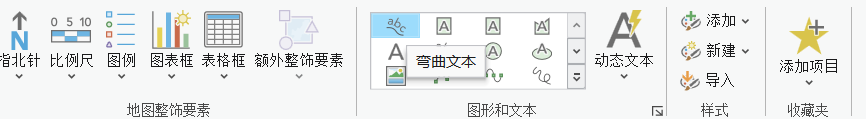 0 5 10
N
abc
A
A
A
A
A
A
指北针
比例尺
图例
图表框
表格框
额外整饰要素
弯曲文本
动态文本
添加
新建
导入
添加项目
地图整饰要素
图形和文本
样式
收藏夹